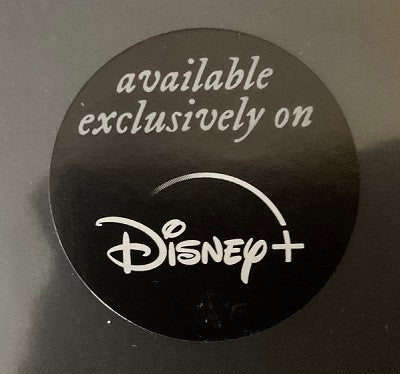 available
exclusively on
Disney+